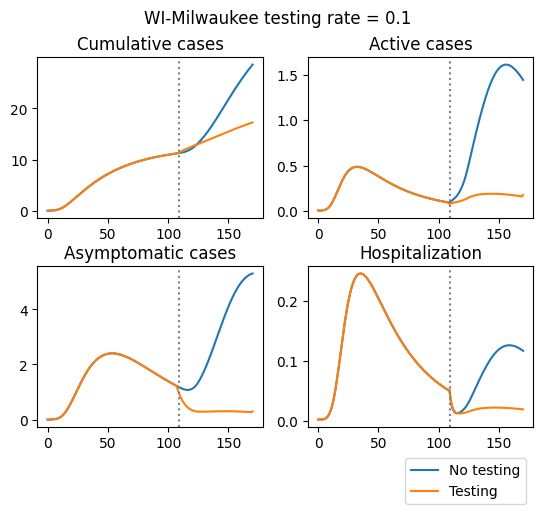 WI-Milwaukee testing rate = 0.1
Cumulative cases
20
10
0
0 50 100 150
Active cases
1.5
1.0
0.5
0.0
0 50 100 150
Asymptomatic cases
4
2
0
0 50 100 150
Hospitalization
0.2
0.1
0.0
0 50 100 150
No testing
Testing